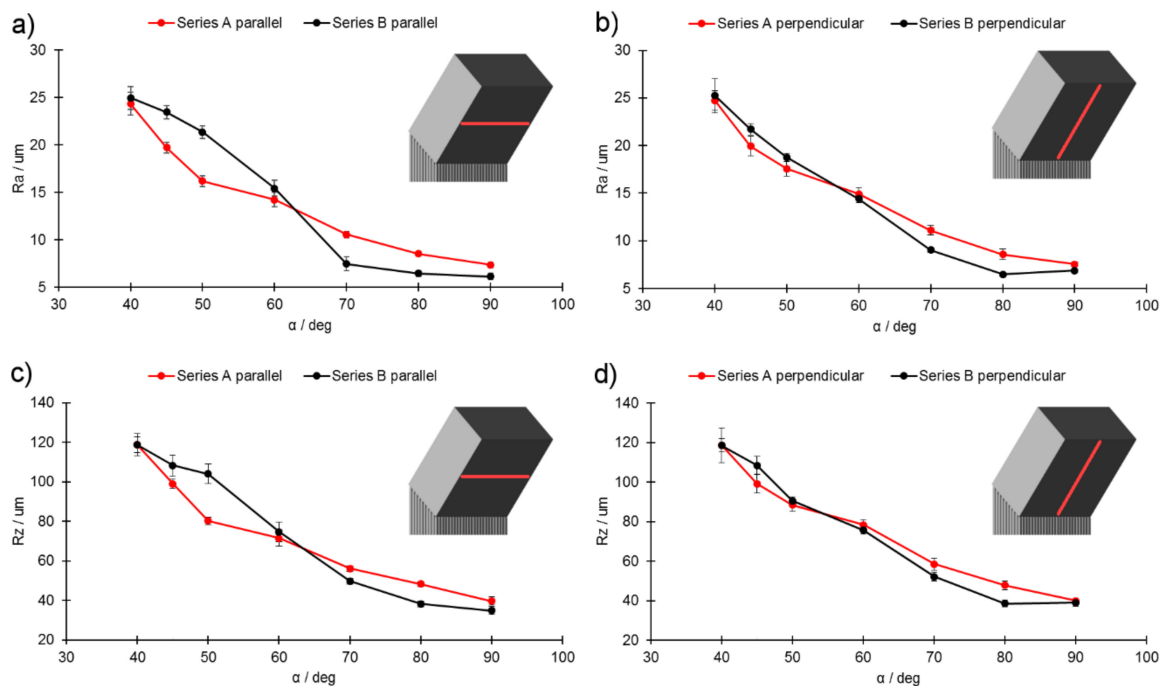 a)
Series A parallel Series B parallel
30
25
20
15
10
5
Ra / um
30 40 50 60 70 80 90 100
α / deg
b)
Series A perpendicular Series B perpendicular
30
25
20
15
10
5
Ra / um
30 40 50 60 70 80 90 100
α / deg
c)
Series A parallel Series B parallel
140
120
100
80
60
40
20
Rz / um
30 40 50 60 70 80 90 100
α / deg
d)
Series A perpendicular Series B perpendicular
140
120
100
80
60
40
20
Rz / um
30 40 50 60 70 80 90 100
α / deg